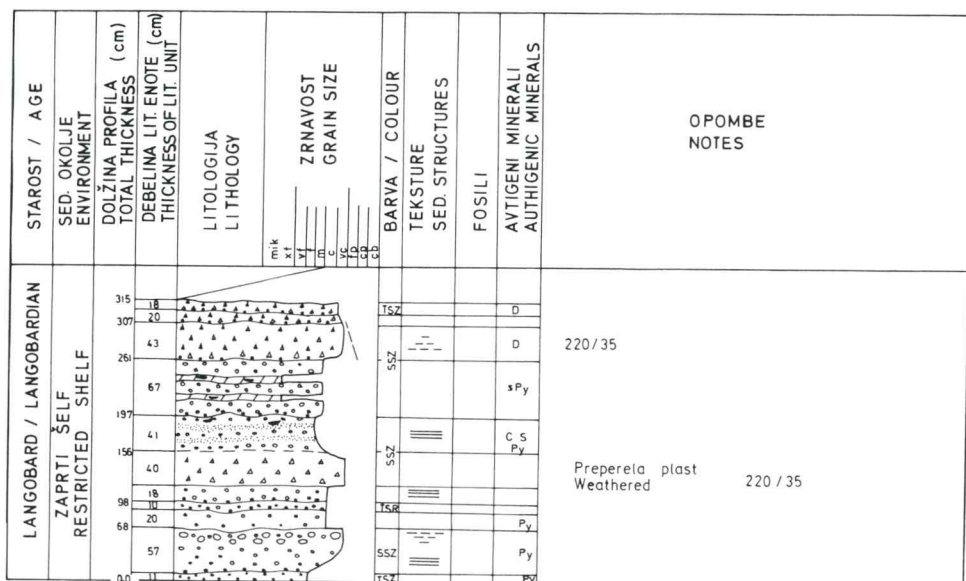 STAROST / AGE
SED. OKOLJE
ENVIRONMENT
DOLŽINA PROFILA (cm)
TOTAL THICKNESS
DEBELINA LIT. ENOTE (cm)
THICKNESS OF LIT. UNIT
LITOLOGIJA
LITHOLOGY
ZRNAVOST
GRAIN SIZE
mik
xf
vf
f
m
c
vc
fp
cp
cb
BARVA / COLOUR
TEKSTURE
SED. STRUCTURES
FOSILI
AVTIGENI MINERALI
AUTHIGENIC MINERALS
OPOMBE
NOTES
LANGOBARD / LANGOBARDIAN
ZAPRTI ŠELF
RESTRICTED SHELF
315
307
261
197
156
98
68
0.0
18
20
43
67
41
40
18
10
20
57
11
TSZ
SSZ
SSZ
TSR
SSZ
TSZ
D
D
sPy
C S
Py
Py
Py
Py
220/35
Preperela plast
Weathered 220/35